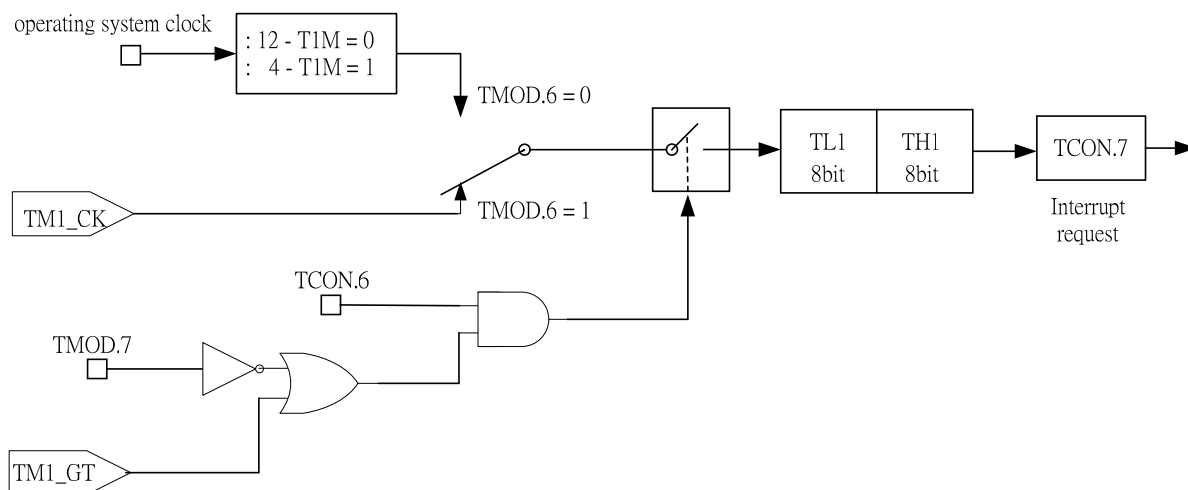 operating system clock
: 12 - T1M = 0
: 4 - T1M = 1
TMOD.6 = 0
TL1
8bit
TH1
8bit
TCON.7
Interrupt
request
TM1_CK
TMOD.6 = 1
TCON.6
TMOD.7
TM1_GT